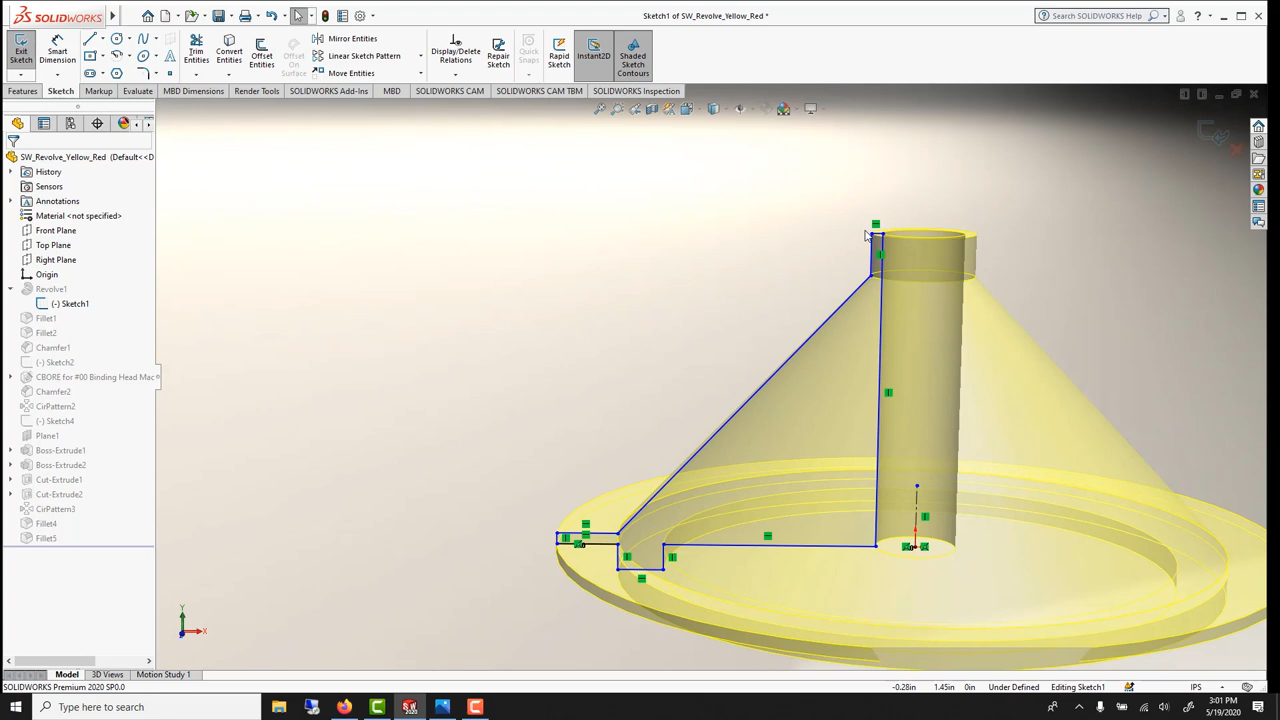 SOLIDWORKS
Sketch1 of SW_Revolve_Yellow_Red *
Search SOLIDWORKS Help
Exit Sketch
Smart Dimension
Trim Entities
Convert Entities
Offset Entities
Offset On Surface
Mirror Entities
Linear Sketch Pattern
Move Entities
Display/Delete Relations
Repair Sketch
Quick Snaps
Rapid Sketch
Instant2D
Shaded Sketch Contours
Features
Sketch
Markup
Evaluate
MBD Dimensions
Render Tools
SOLIDWORKS Add-Ins
MBD
SOLIDWORKS CAM
SOLIDWORKS CAM TBM
SOLIDWORKS Inspection
SW_Revolve_Yellow_Red (Default<<D
History
Sensors
Annotations
Material <not specified>
Front Plane
Top Plane
Right Plane
Origin
Revolve1
(-) Sketch1
Fillet1
Fillet2
Chamfer1
(-) Sketch2
CBORE for #00 Binding Head Mac
Chamfer2
CirPattern2
(-) Sketch4
Plane1
Boss-Extrude1
Boss-Extrude2
Cut-Extrude1
Cut-Extrude2
CirPattern3
Fillet4
Fillet5
Y
X
Model
3D Views
Motion Study 1
SOLIDWORKS Premium 2020 SP0.0
-0.28in
1.45in
0in
Under Defined
Editing Sketch1
IPS
Type here to search
3:01 PM
5/19/2020